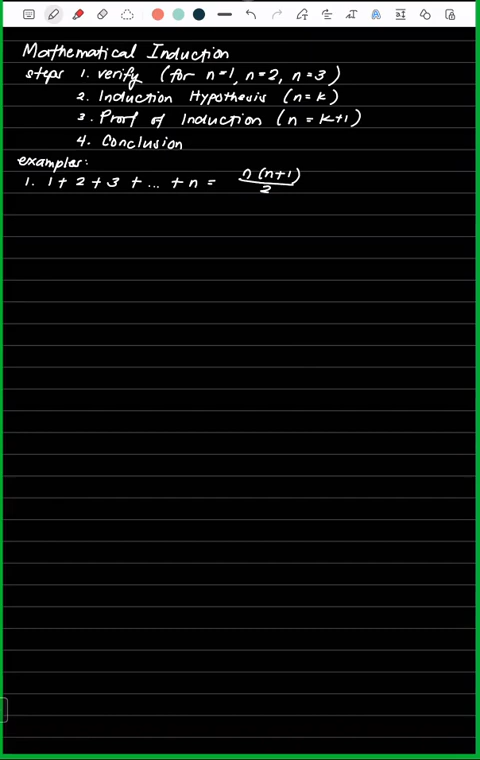 Mathematical Induction
steps 1. verify (for n=1, n=2, n=3)
2. Induction Hypothesis (n=k)
3. Proof of Induction (n=k+1)
4. Conclusion
examples:
1. 1 + 2 + 3 + ... + n = n(n+1)/2